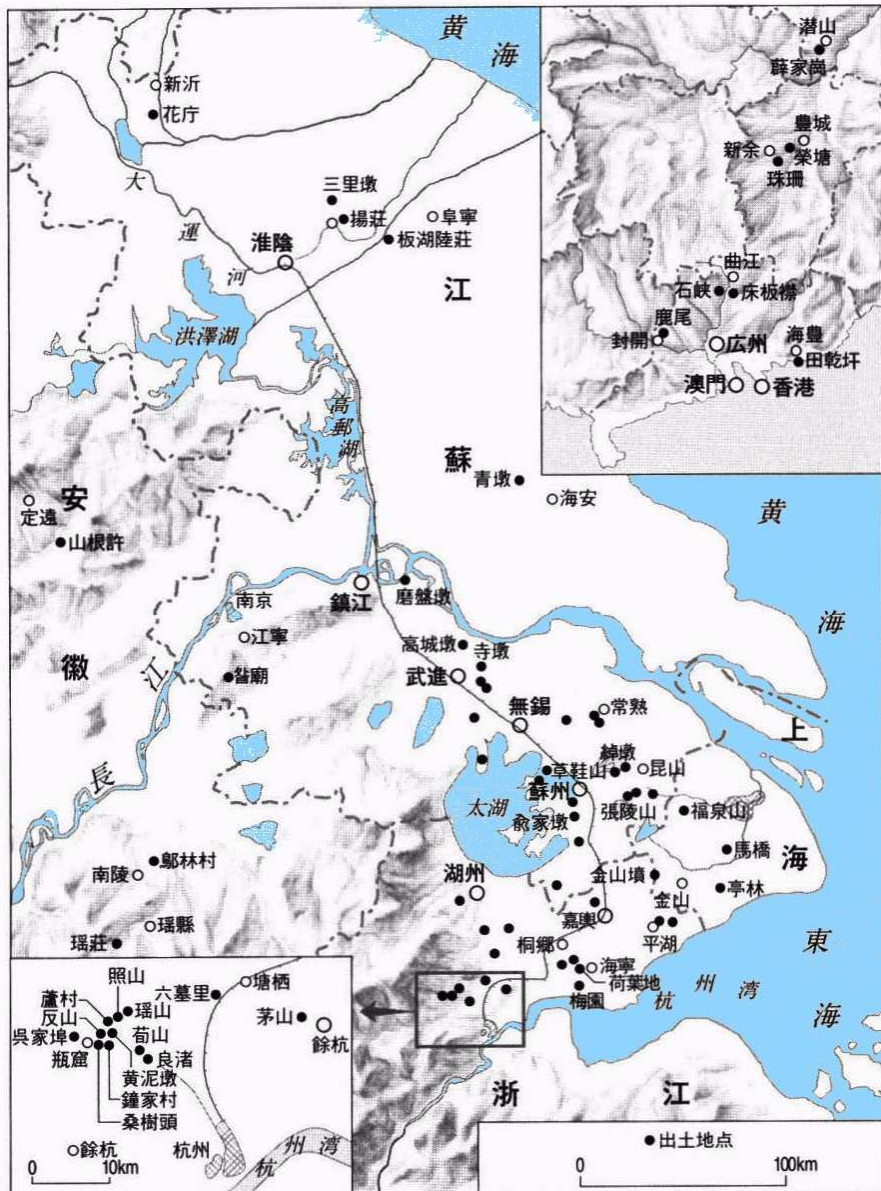 黄
海
新沂
花庁
大
運
河
三里墩
揚荘
阜寧
板湖陸荘
淮陰
江
洪澤湖
高
郵
湖
蘇
青墩
海安
安
定遠
山根許
徽
南京
江寧
昝廟
長
江
鎮江
磨盤墩
高城墩
寺墩
武進
無錫
常熟
黄
海
上
海
草鞋山
蘇州
綽墩
昆山
張陵山
福泉山
太湖
兪家墩
馬橋
湖州
金山墳
金山
亭林
鄔林村
南陵
瑶縣
瑶荘
嘉輿
桐郷
平湖
海寧
荷葉地
梅園
杭州湾
東
海
浙
江
出土地点
0
100km
潜山
薜家崗
豊城
新余
榮塘
珠珊
曲江
石峡
床板襟
鹿尾
封開
広州
海豊
田乾圩
澳門
香港
照山
六墓里
塘栖
蘆村
瑶山
反山
茅山
呉家埠
荀山
餘杭
瓶窟
良渚
黄泥墩
鐘家村
桑樹頭
餘杭
杭州
杭州湾
0
10km